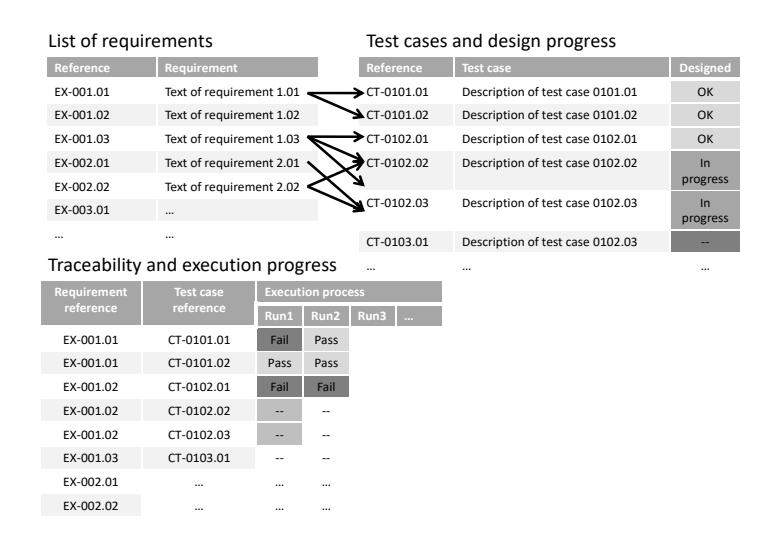 List of requirements
Reference Requirement
EX-001.01 Text of requirement 1.01
EX-001.02 Text of requirement 1.02
EX-001.03 Text of requirement 1.03
EX-002.01 Text of requirement 2.01
EX-002.02 Text of requirement 2.02
EX-003.01 ...
... ...
Test cases and design progress
Reference Test case Designed
CT-0101.01 Description of test case 0101.01 OK
CT-0101.02 Description of test case 0101.02 OK
CT-0102.01 Description of test case 0102.01 OK
CT-0102.02 Description of test case 0102.02 In
progress
CT-0102.03 Description of test case 0102.03 In
progress
CT-0103.01 Description of test case 0102.03 --
... ... ...
Traceability and execution progress
Requirement reference Test case reference Execution process
Run1 Run2 Run3 ...
EX-001.01 CT-0101.01 Fail Pass
EX-001.01 CT-0101.02 Pass Pass
EX-001.02 CT-0102.01 Fail Fail
EX-001.02 CT-0102.02 -- --
EX-001.02 CT-0102.03 -- --
EX-001.03 CT-0103.01 -- --
EX-002.01 ... ... ...
EX-002.02 ... ... ...